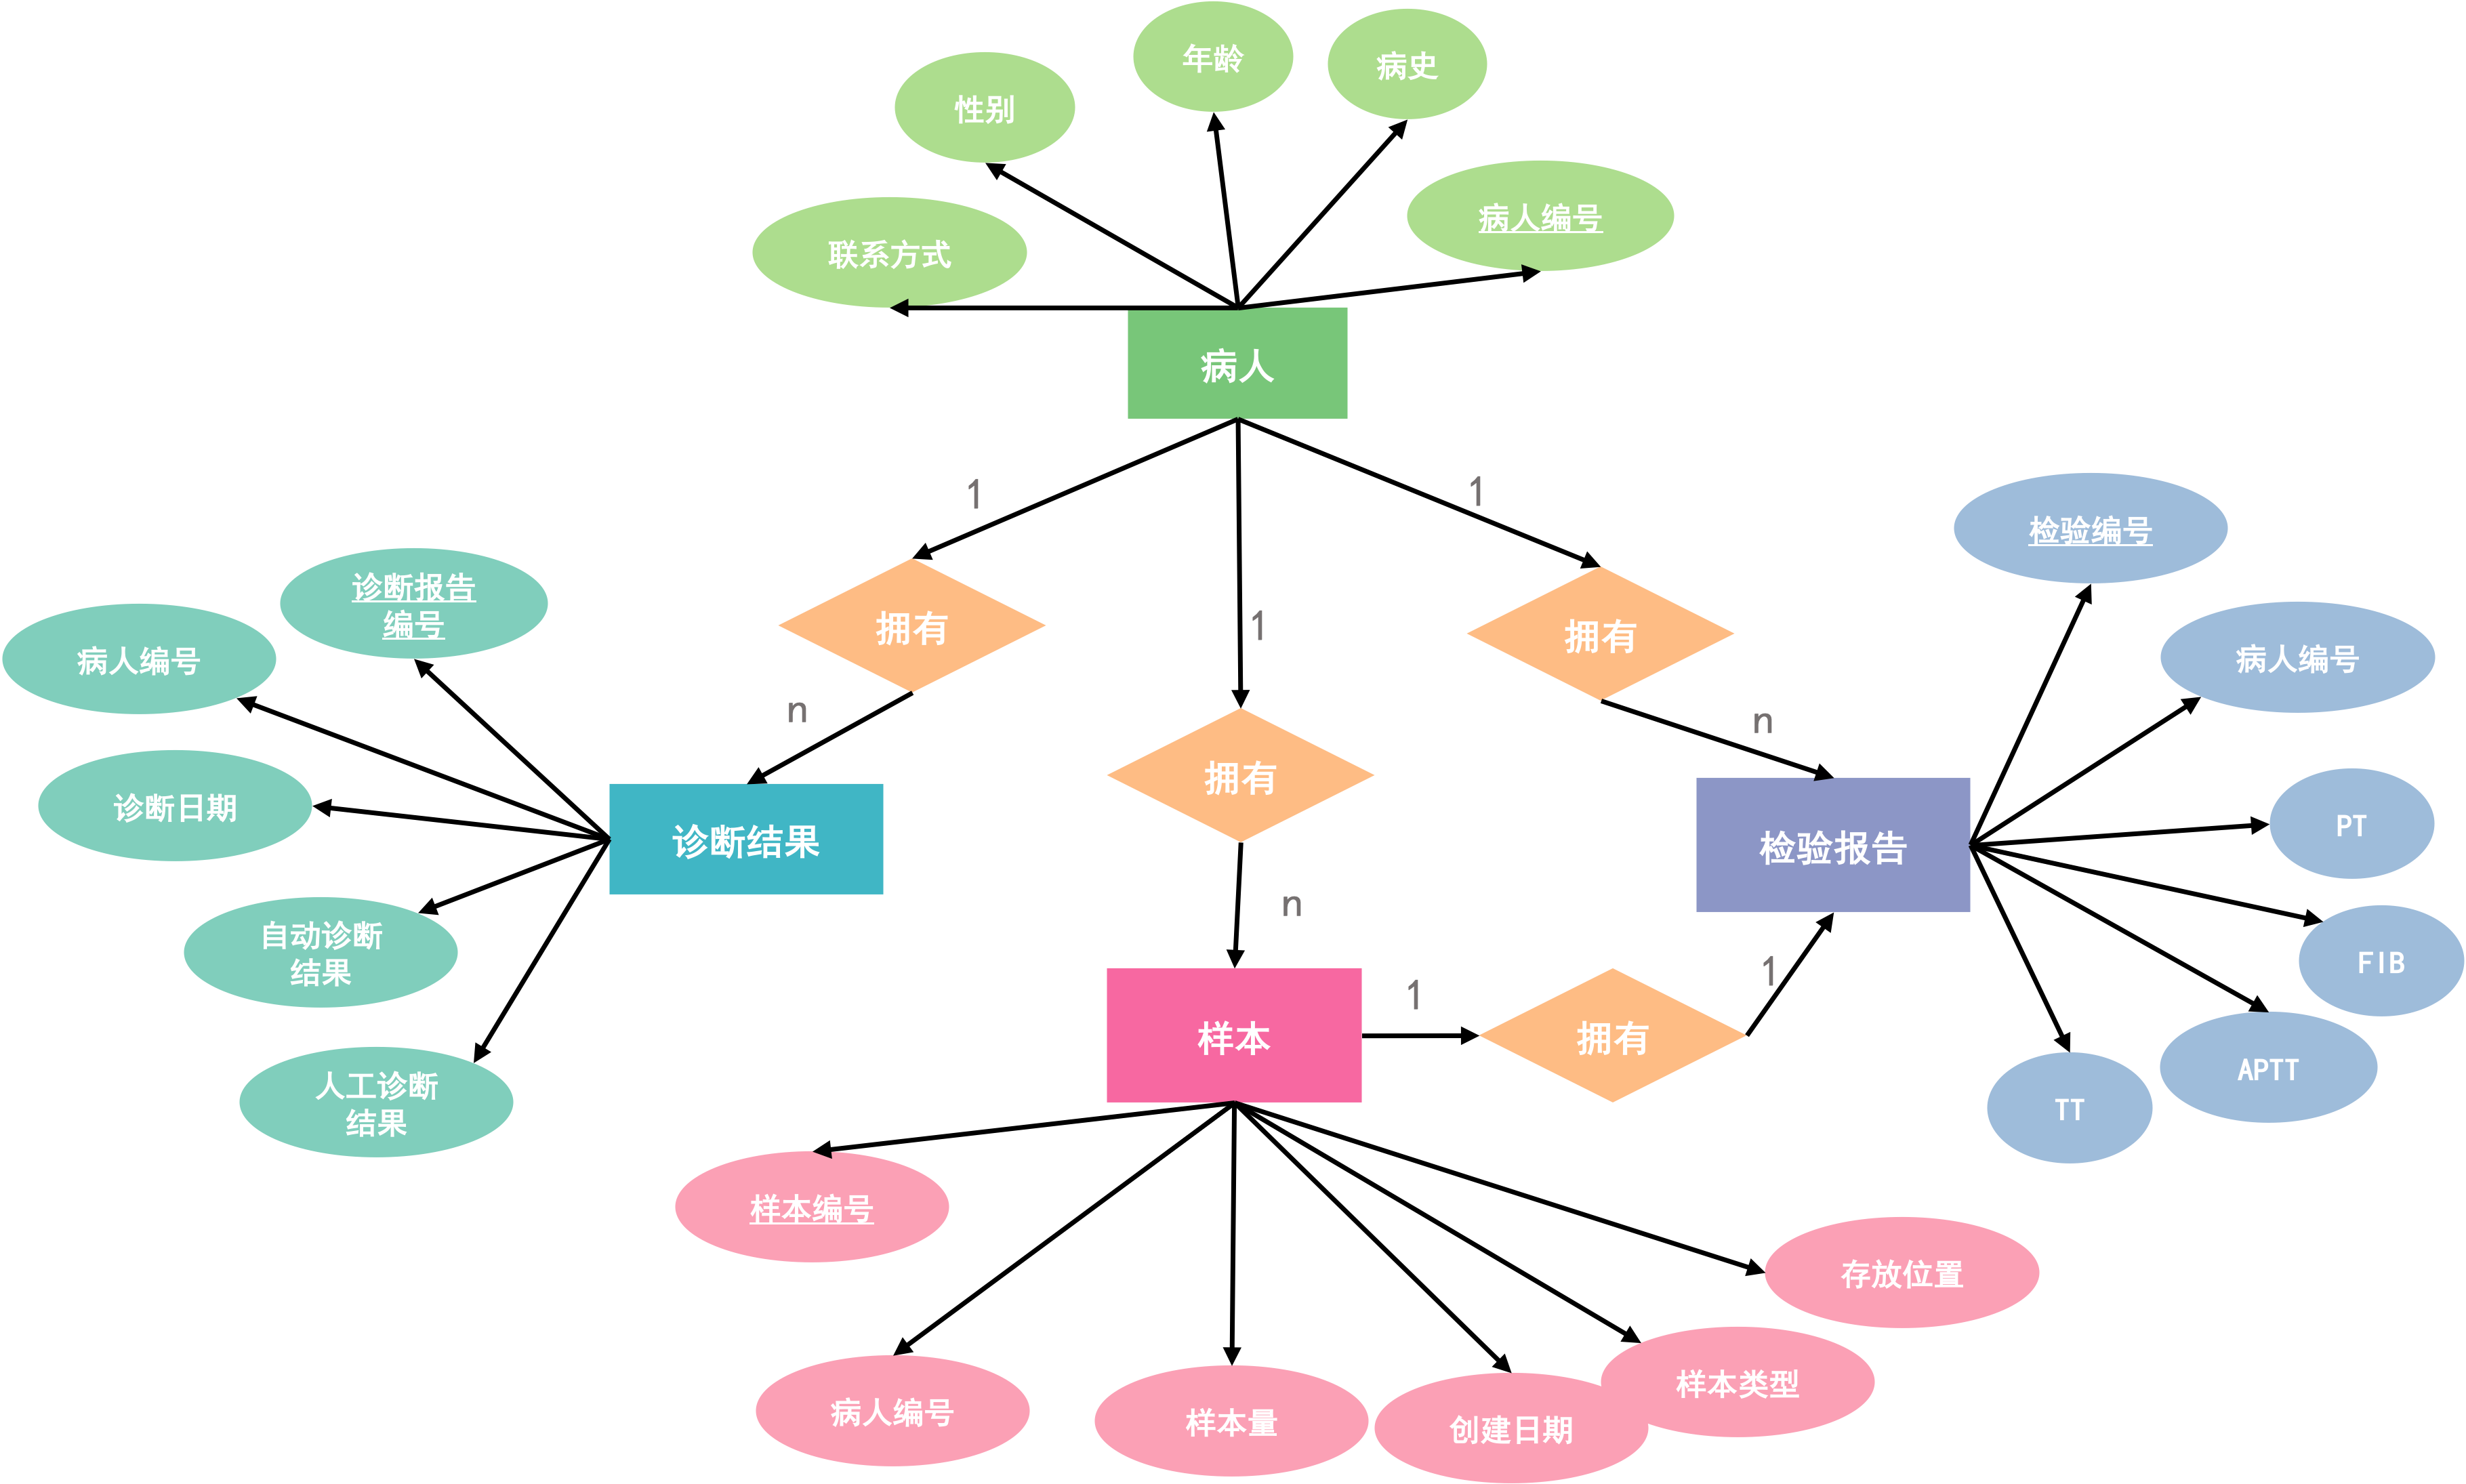 年龄
病史
性别
病人编号
联系方式
病人
1
1
检验编号
诊断报告
编号
病人编号
1
拥有
拥有
病人编号
n
n
拥有
诊断日期
PT
诊断结果
检验报告
n
自动诊断
结果
FIB
1
1
样本
拥有
APTT
人工诊断
结果
TT
样本编号
存放位置
样本类型
病人编号
样本量
创建日期